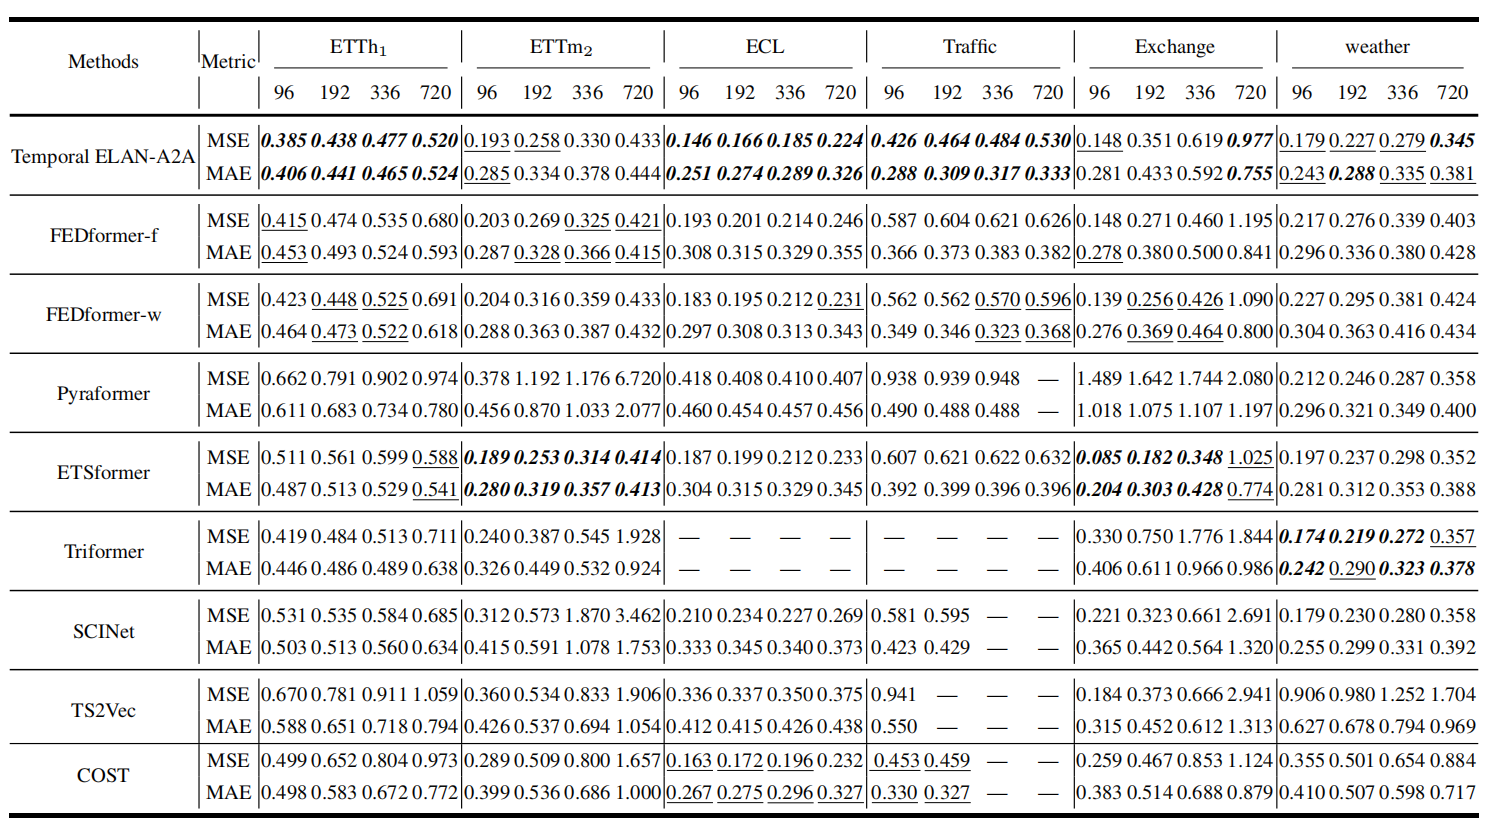 Methods Metric ETTh1 ETTm2 ECL Traffic Exchange weather
96 192 336 720 96 192 336 720 96 192 336 720 96 192 336 720 96 192 336 720 96 192 336 720
Temporal ELAN-A2A
MSE 0.385 0.438 0.477 0.520 0.193 0.258 0.330 0.433 0.146 0.166 0.185 0.224 0.426 0.464 0.484 0.530 0.148 0.351 0.619 0.977 0.179 0.227 0.279 0.345
MAE 0.406 0.441 0.465 0.524 0.285 0.334 0.378 0.444 0.251 0.274 0.289 0.326 0.288 0.309 0.317 0.333 0.281 0.433 0.592 0.755 0.243 0.288 0.335 0.381
FEDformer-f
MSE 0.415 0.474 0.535 0.680 0.203 0.269 0.325 0.421 0.193 0.201 0.214 0.246 0.587 0.604 0.621 0.626 0.148 0.271 0.460 1.195 0.217 0.276 0.339 0.403
MAE 0.453 0.493 0.524 0.593 0.287 0.328 0.366 0.415 0.308 0.315 0.329 0.355 0.366 0.373 0.383 0.382 0.278 0.380 0.500 0.841 0.296 0.336 0.380 0.428
FEDformer-w
MSE 0.423 0.448 0.525 0.691 0.204 0.316 0.359 0.433 0.183 0.195 0.212 0.231 0.562 0.562 0.570 0.596 0.139 0.256 0.426 1.090 0.227 0.295 0.381 0.424
MAE 0.464 0.473 0.522 0.618 0.288 0.363 0.387 0.432 0.297 0.308 0.313 0.343 0.349 0.346 0.323 0.368 0.276 0.369 0.464 0.800 0.304 0.363 0.416 0.434
Pyraformer
MSE 0.662 0.791 0.902 0.974 0.378 1.192 1.176 6.720 0.418 0.408 0.410 0.407 0.938 0.939 0.948 — 1.489 1.642 1.744 2.080 0.212 0.246 0.287 0.358
MAE 0.611 0.683 0.734 0.780 0.456 0.870 1.033 2.077 0.460 0.454 0.457 0.456 0.490 0.488 0.488 — 1.018 1.075 1.107 1.197 0.296 0.321 0.349 0.400
ETSformer
MSE 0.511 0.561 0.599 0.588 0.189 0.253 0.314 0.414 0.187 0.199 0.212 0.233 0.607 0.621 0.622 0.632 0.085 0.182 0.348 1.025 0.197 0.237 0.298 0.352
MAE 0.487 0.513 0.529 0.541 0.280 0.319 0.357 0.413 0.304 0.315 0.329 0.345 0.392 0.399 0.396 0.396 0.204 0.303 0.428 0.774 0.281 0.312 0.353 0.388
Triformer
MSE 0.419 0.484 0.513 0.711 0.240 0.387 0.545 1.928 — — — — — — — — 0.330 0.750 1.776 1.844 0.174 0.219 0.272 0.357
MAE 0.446 0.486 0.489 0.638 0.326 0.449 0.532 0.924 — — — — — — — — 0.406 0.611 0.966 0.986 0.242 0.290 0.323 0.378
SCINet
MSE 0.531 0.535 0.584 0.685 0.312 0.573 1.870 3.462 0.210 0.234 0.227 0.269 0.581 0.595 — — 0.221 0.323 0.661 2.691 0.179 0.230 0.280 0.358
MAE 0.503 0.513 0.560 0.634 0.415 0.591 1.078 1.753 0.333 0.345 0.340 0.373 0.423 0.429 — — 0.365 0.442 0.564 1.320 0.255 0.299 0.331 0.392
TS2Vec
MSE 0.670 0.781 0.911 1.059 0.360 0.534 0.833 1.906 0.336 0.337 0.350 0.375 0.941 — — — 0.184 0.373 0.666 2.941 0.906 0.980 1.252 1.704
MAE 0.588 0.651 0.718 0.794 0.426 0.537 0.694 1.054 0.412 0.415 0.426 0.438 0.550 — — — 0.315 0.452 0.612 1.313 0.627 0.678 0.794 0.969
COST
MSE 0.499 0.652 0.804 0.973 0.289 0.509 0.800 1.657 0.163 0.172 0.196 0.232 0.453 0.459 — — 0.259 0.467 0.853 1.124 0.355 0.501 0.654 0.884
MAE 0.498 0.583 0.672 0.772 0.399 0.536 0.686 1.000 0.267 0.275 0.296 0.327 0.330 0.327 — — 0.383 0.514 0.688 0.879 0.410 0.507 0.598 0.717